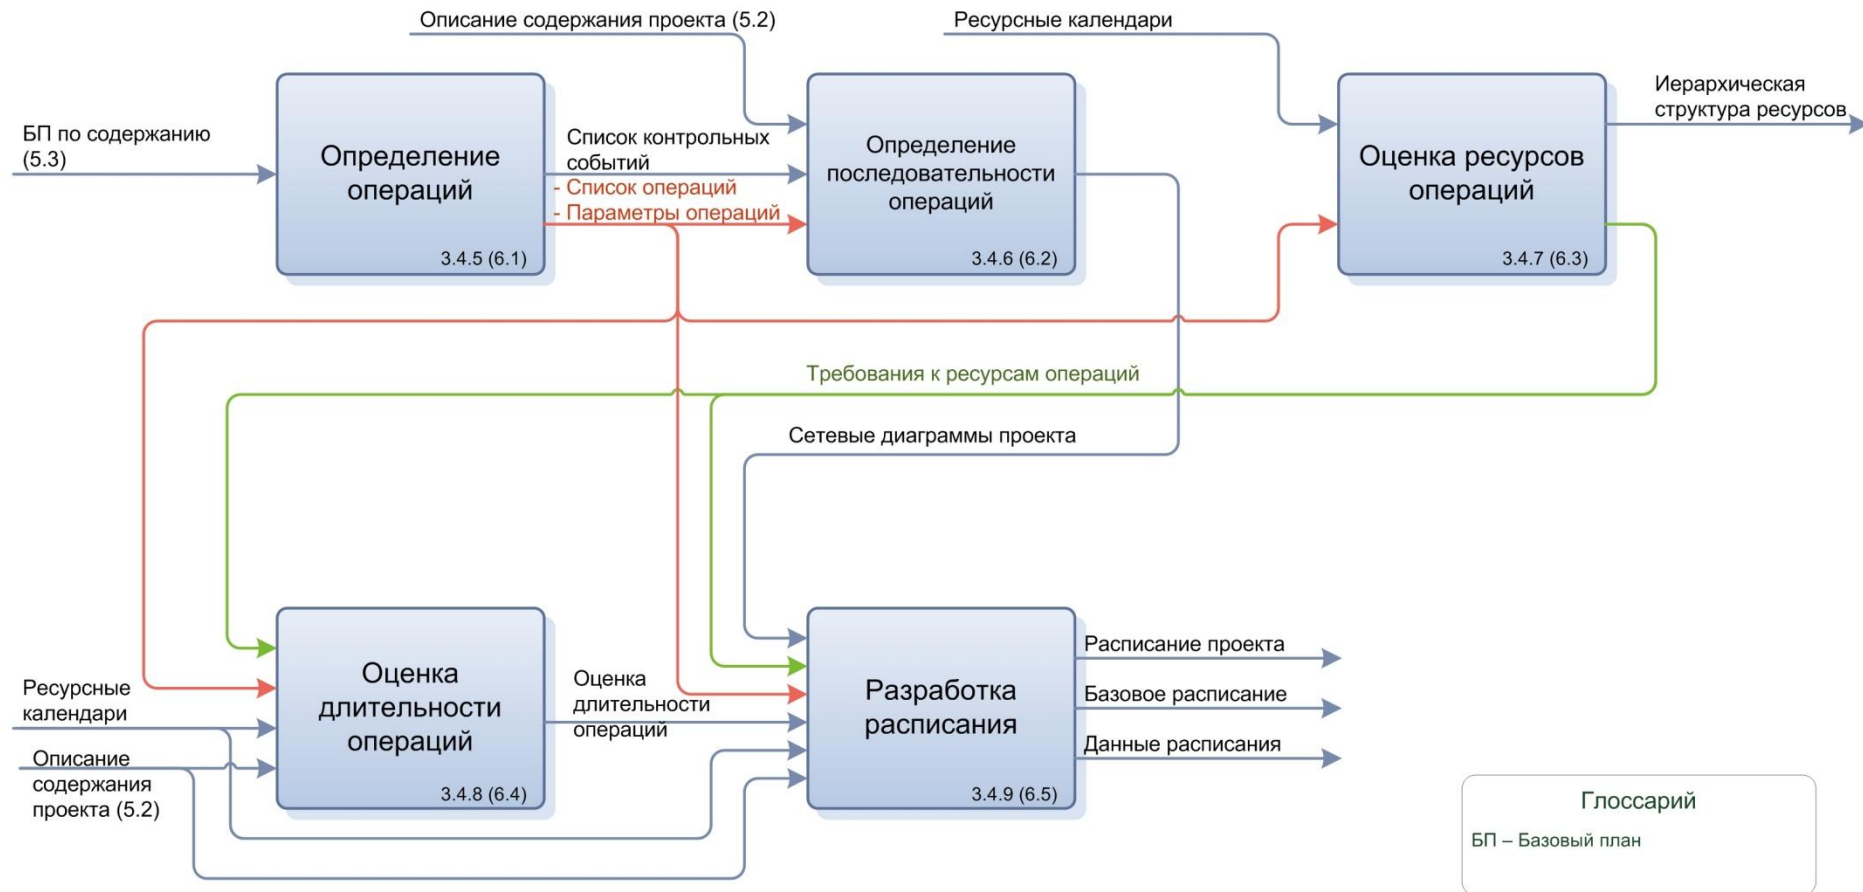 Описание содержания проекта (5.2)
Ресурсные календари
БП по содержанию
(5.3)
Определение
операций
3.4.5 (6.1)
Список контрольных
событий
- Список операций
- Параметры операций
Определение
последовательности
операций
3.4.6 (6.2)
Оценка ресурсов
операций
3.4.7 (6.3)
Иерархическая
структура ресурсов
Требования к ресурсам операций
Сетевые диаграммы проекта
Ресурсные
календари
Описание
содержания
проекта (5.2)
Оценка
длительности
операций
3.4.8 (6.4)
Оценка
длительности
операций
Разработка
расписания
3.4.9 (6.5)
Расписание проекта
Базовое расписание
Данные расписания
Глоссарий
БП – Базовый план